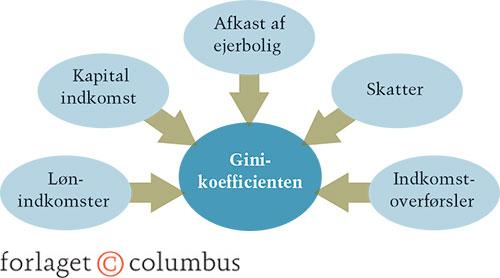 Afkast af
ejerbolig
Kapital
indkomst
Skatter
Gini-
koefficienten
Løn-
indkomster
Indkomst-
overførsler
forlaget © columbus